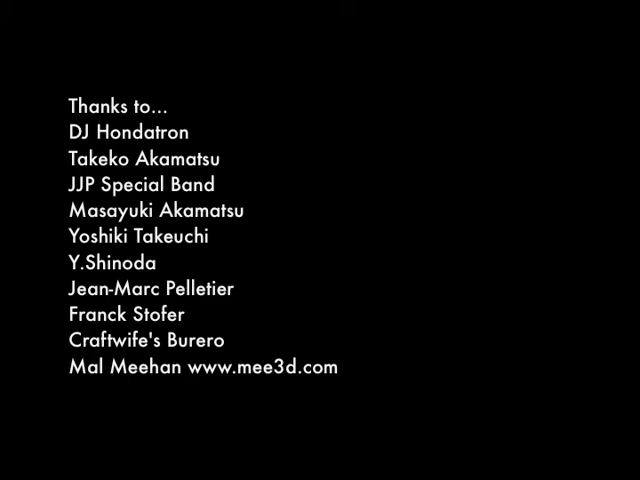 Thanks to...
DJ Hondatron
Takeko Akamatsu
JJP Special Band
Masayuki Akamatsu
Yoshiki Takeuchi
Y.Shinoda
Jean-Marc Pelletier
Franck Stofer
Craftwife's Burero
Mal Meehan www.mee3d.com